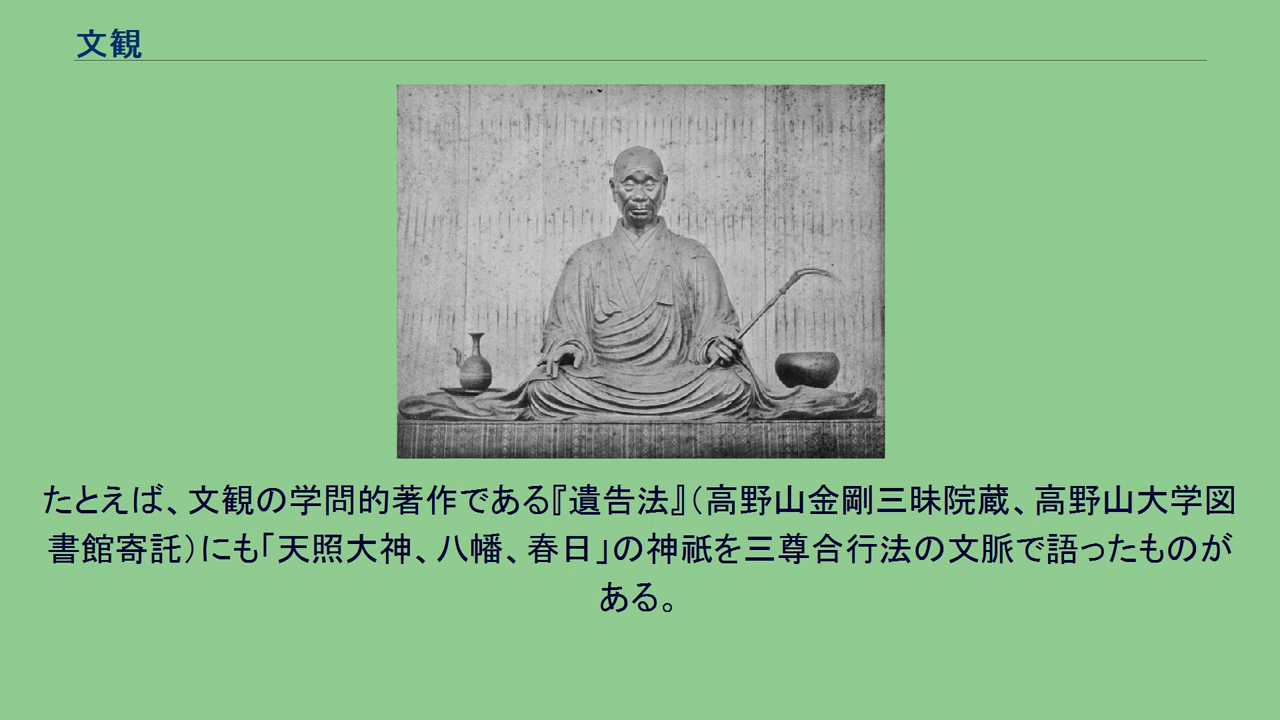 文観
たとえば、文観の学問的著作である『遺告法』(高野山金剛三昧院蔵、高野山大学図
書館寄託)にも「天照大神、八幡、春日」の神祇を三尊合行法の文脈で語ったものが
ある。